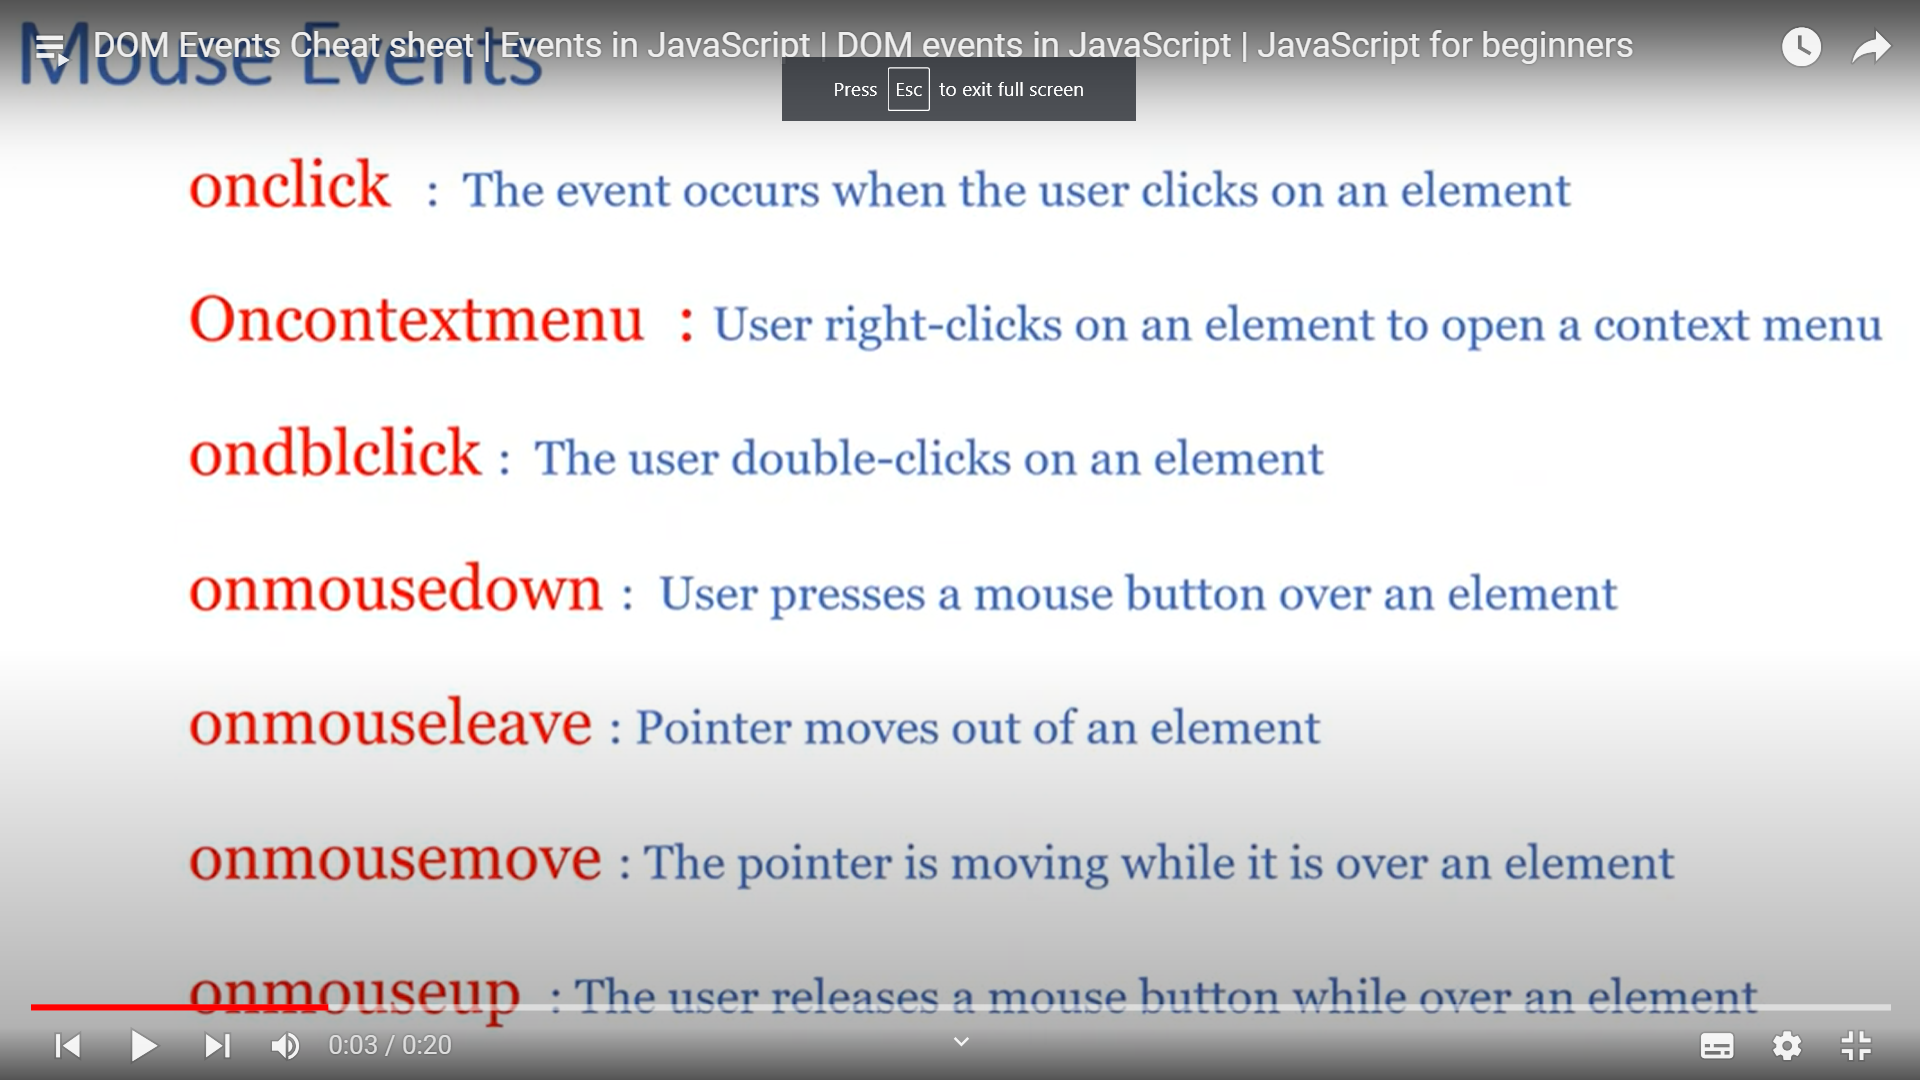 Mouse Events
DOM Events Cheat sheet | Events in JavaScript | DOM events in JavaScript | JavaScript for beginners
Press Esc to exit full screen
onclick : The event occurs when the user clicks on an element
Oncontextmenu : User right-clicks on an element to open a context menu
ondblclick : The user double-clicks on an element
onmousedown : User presses a mouse button over an element
onmouseleave : Pointer moves out of an element
onmousemove : The pointer is moving while it is over an element
onmouseup : The user releases a mouse button while over an element
0:03 / 0:20